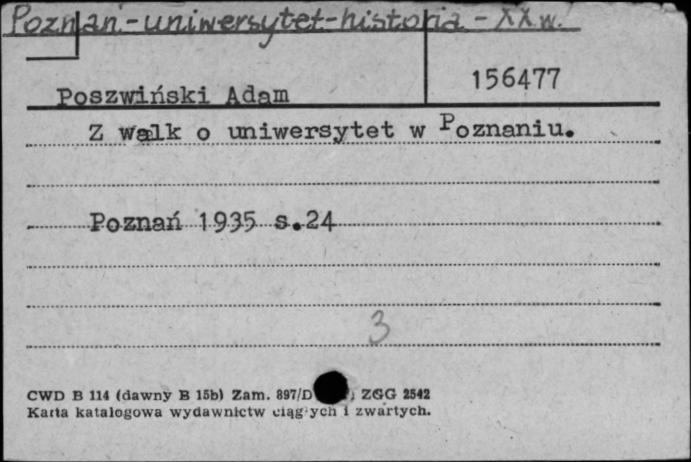 Poznań-uniwersytet-historia-XX w.
156477
Poszwiński Adam
Z walk o uniwersytet w Poznaniu.
Poznań 1935 s.24
3
CWD B 114 (dawny B 15b) Zam. 897/D ZGG 2542
Karta katalogowa wydawnictw ciągłych i zwartych.